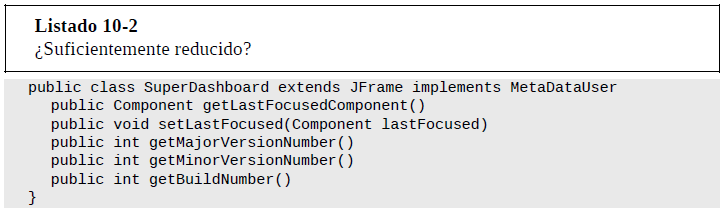 Listado 10-2
¿Suficientemente reducido?
public class SuperDashboard extends JFrame implements MetaDataUser
public Component getLastFocusedComponent()
public void setLastFocused(Component lastFocused)
public int getMajorVersionNumber()
public int getMinorVersionNumber()
public int getBuildNumber()
}